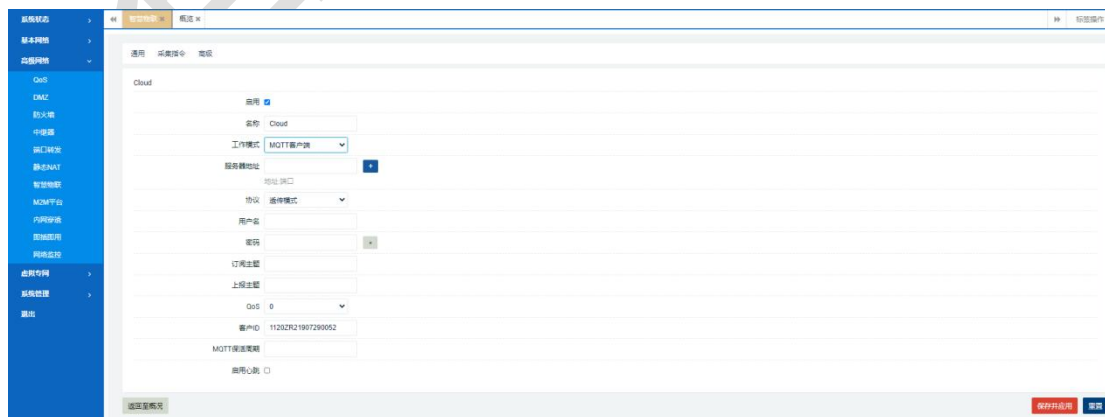 系统状态
基本网络
高级网络
QoS
DMZ
防火墙
中继器
端口转发
静态NAT
智慧物联
M2M平台
内网穿透
即插即用
网络监控
虚拟专网
系统管理
退出
智慧物联 ×
概览 ×
标签操作
通用 采集指令 高级
Cloud
启用
名称 Cloud
工作模式 MQTT客户端
服务器地址 +
地址:端口
协议 透传模式
用户名
密码
订阅主题
上报主题
QoS 0
客户ID 1120ZR21907290052
MQTT保活周期
启用心跳
返回至概况
保存并应用 重置